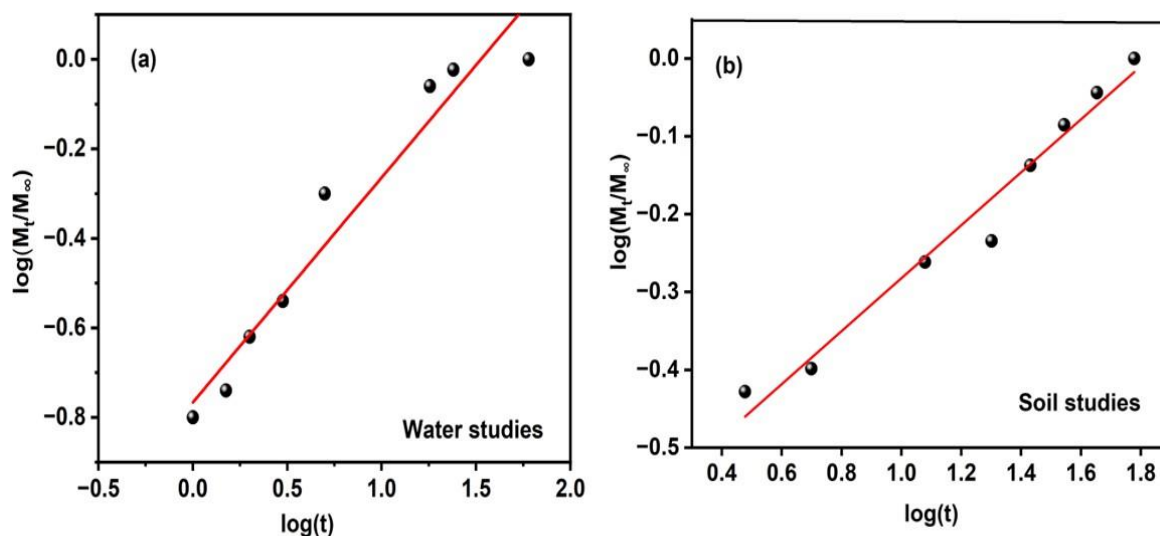 (a)
0.0
−0.2
−0.4
−0.6
−0.8
log(Mt/M∞)
Water studies
−0.5 0.0 0.5 1.0 1.5 2.0
log(t)
(b)
0.0
−0.1
−0.2
−0.3
−0.4
−0.5
log(Mt/M∞)
Soil studies
0.4 0.6 0.8 1.0 1.2 1.4 1.6 1.8
log(t)